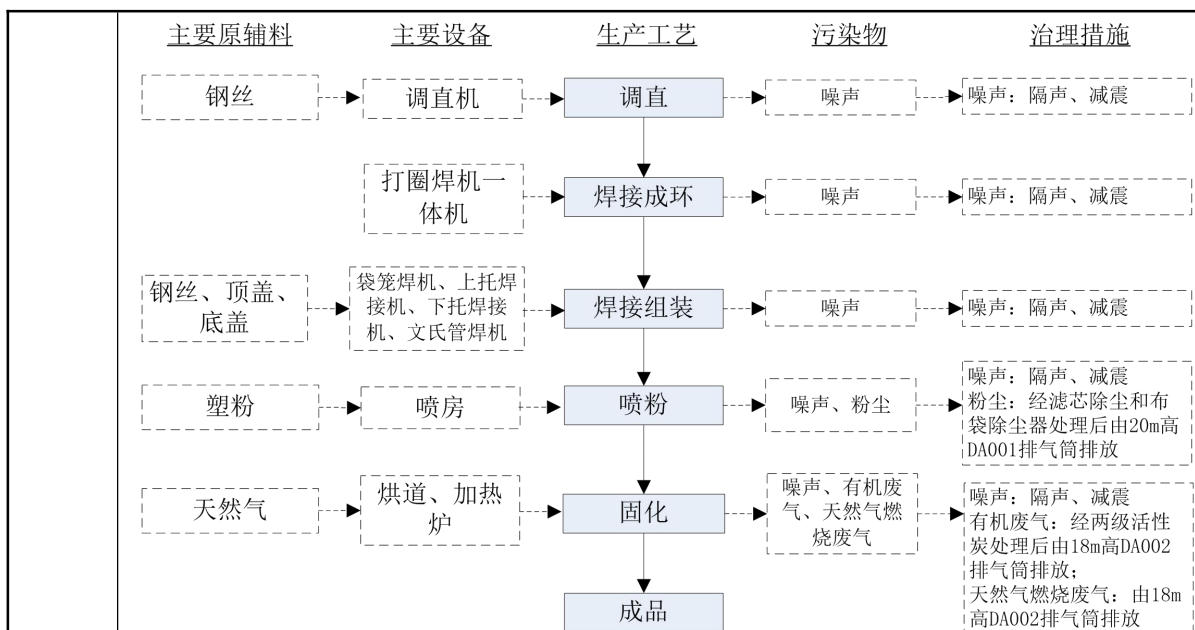 主要原辅料 主要设备 生产工艺 污染物 治理措施
钢丝 调直机 调直 噪声 噪声：隔声、减震
打圈焊机一
体机
焊接成环 噪声 噪声：隔声、减震
钢丝、顶盖、
底盖
袋笼焊机、上托焊
接机、下托焊接
机、文氏管焊机
焊接组装 噪声 噪声：隔声、减震
塑粉 喷房 喷粉 噪声、粉尘
噪声：隔声、减震
粉尘：经滤芯除尘和布
袋除尘器处理后由20m高
DA001排气筒排放
天然气
烘道、加热
炉
固化
噪声、有机废
气、天然气燃
烧废气
噪声：隔声、减震
有机废气：经两级活性
炭处理后由18m高DA002
排气筒排放；
天然气燃烧废气：由18m
高DA002排气筒排放
成品